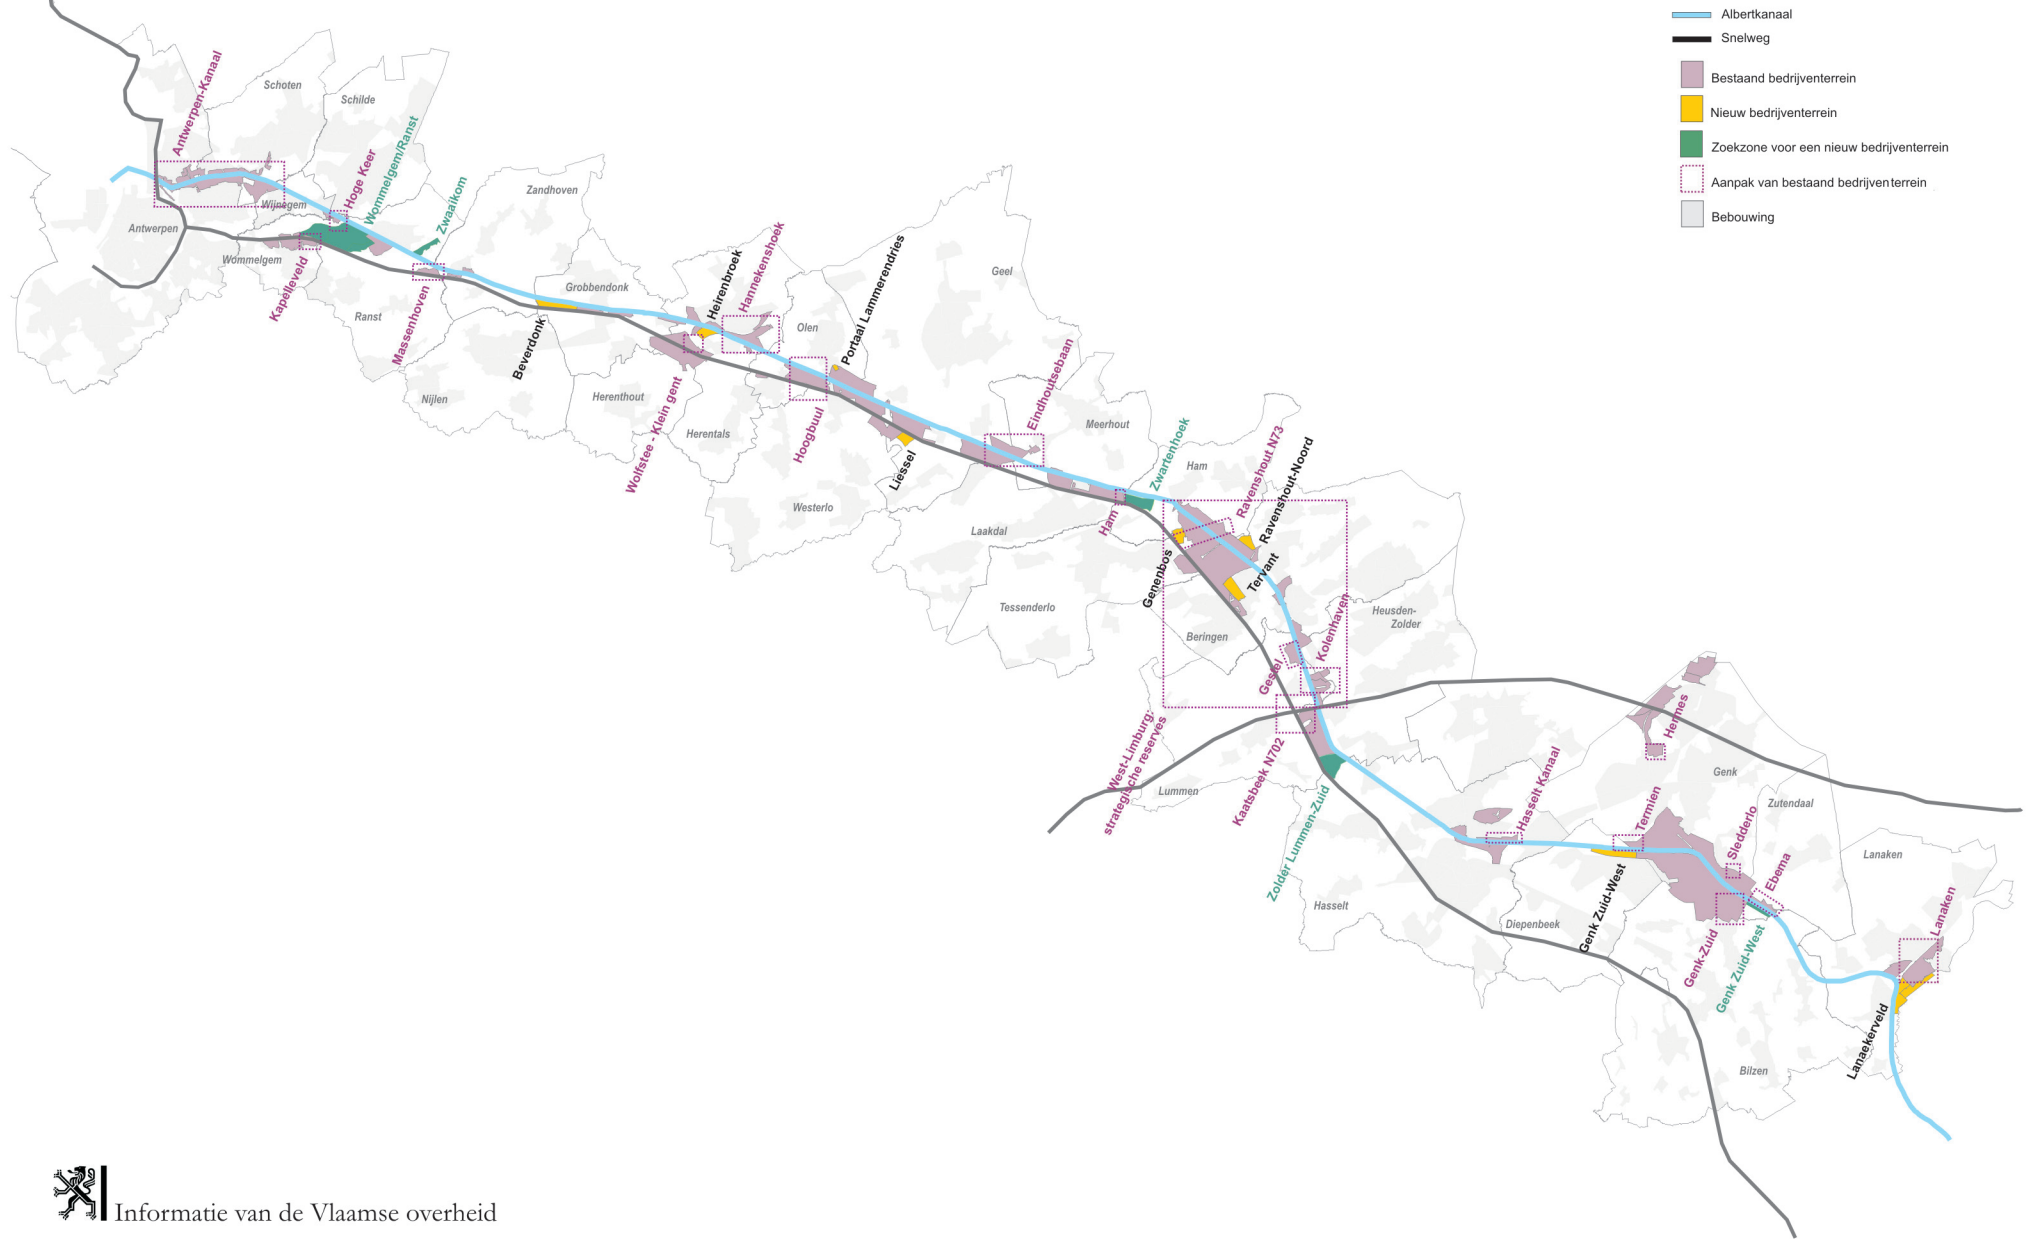 Albertkanaal
Snelweg
Bestaand bedrijventerrein
Nieuw bedrijventerrein
Zoekzone voor een nieuw bedrijventerrein
Aanpak van bestaand bedrijventerrein
Bebouwing
Antwerpen-Kanaal
Schoten
Schilde
Hoge Keer
Wommelgem/Ranst
Zwaaikom
Wijnegem
Antwerpen
Wommelgem
Kapelleveld
Ranst
Massenhoven
Zandhoven
Grobbendonk
Beverdonk
Nijlen
Herenthout
Heirenbroek
Hannekenshoek
Wolfstee - Klein gent
Herentals
Olen
Portaal Lammerendries
Hoogbuul
Geel
Liessel
Westerlo
Eindhoutsebaan
Meerhout
Laakdal
Zwartenhoek
Ham
Ham
Ravenshout N73
Ravenshout-Noord
Genenbos
Tervant
Tessenderlo
Beringen
Heusden-
Zolder
Kolenhaven
Gestel
West-Limburg:
strategische reserves
Kaatsbeek N702
Lummen
Zolder Lummen-Zuid
Hasselt
Hasselt Kanaal
Hermes
Genk
Termien
Zutendaal
Sledderlo
Ebema
Genk Zuid-West
Diepenbeek
Genk-Zuid
Genk Zuid-West
Lanaken
Lanaken
Lanaekerveld
Bilzen
Informatie van de Vlaamse overheid